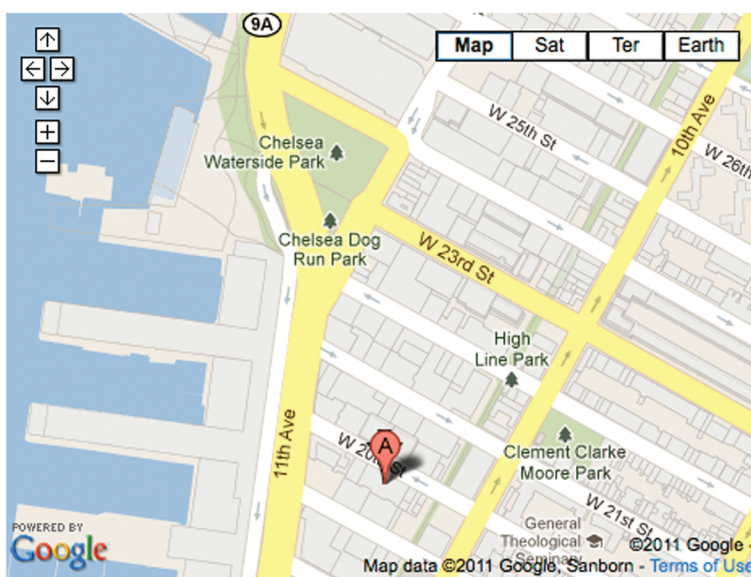 9A
Map
Sat
Ter
Earth
Chelsea
Waterside Park
W 25th St
10th Ave
W 26th
Chelsea Dog
Run Park
W 23rd St
High
Line Park
11th Ave
A
W 20th St
Clement Clarke
Moore Park
W 21st St
General
Theological
Seminary
POWERED BY
Google
©2011 Google -
Map data ©2011 Google, Sanborn - Terms of Use